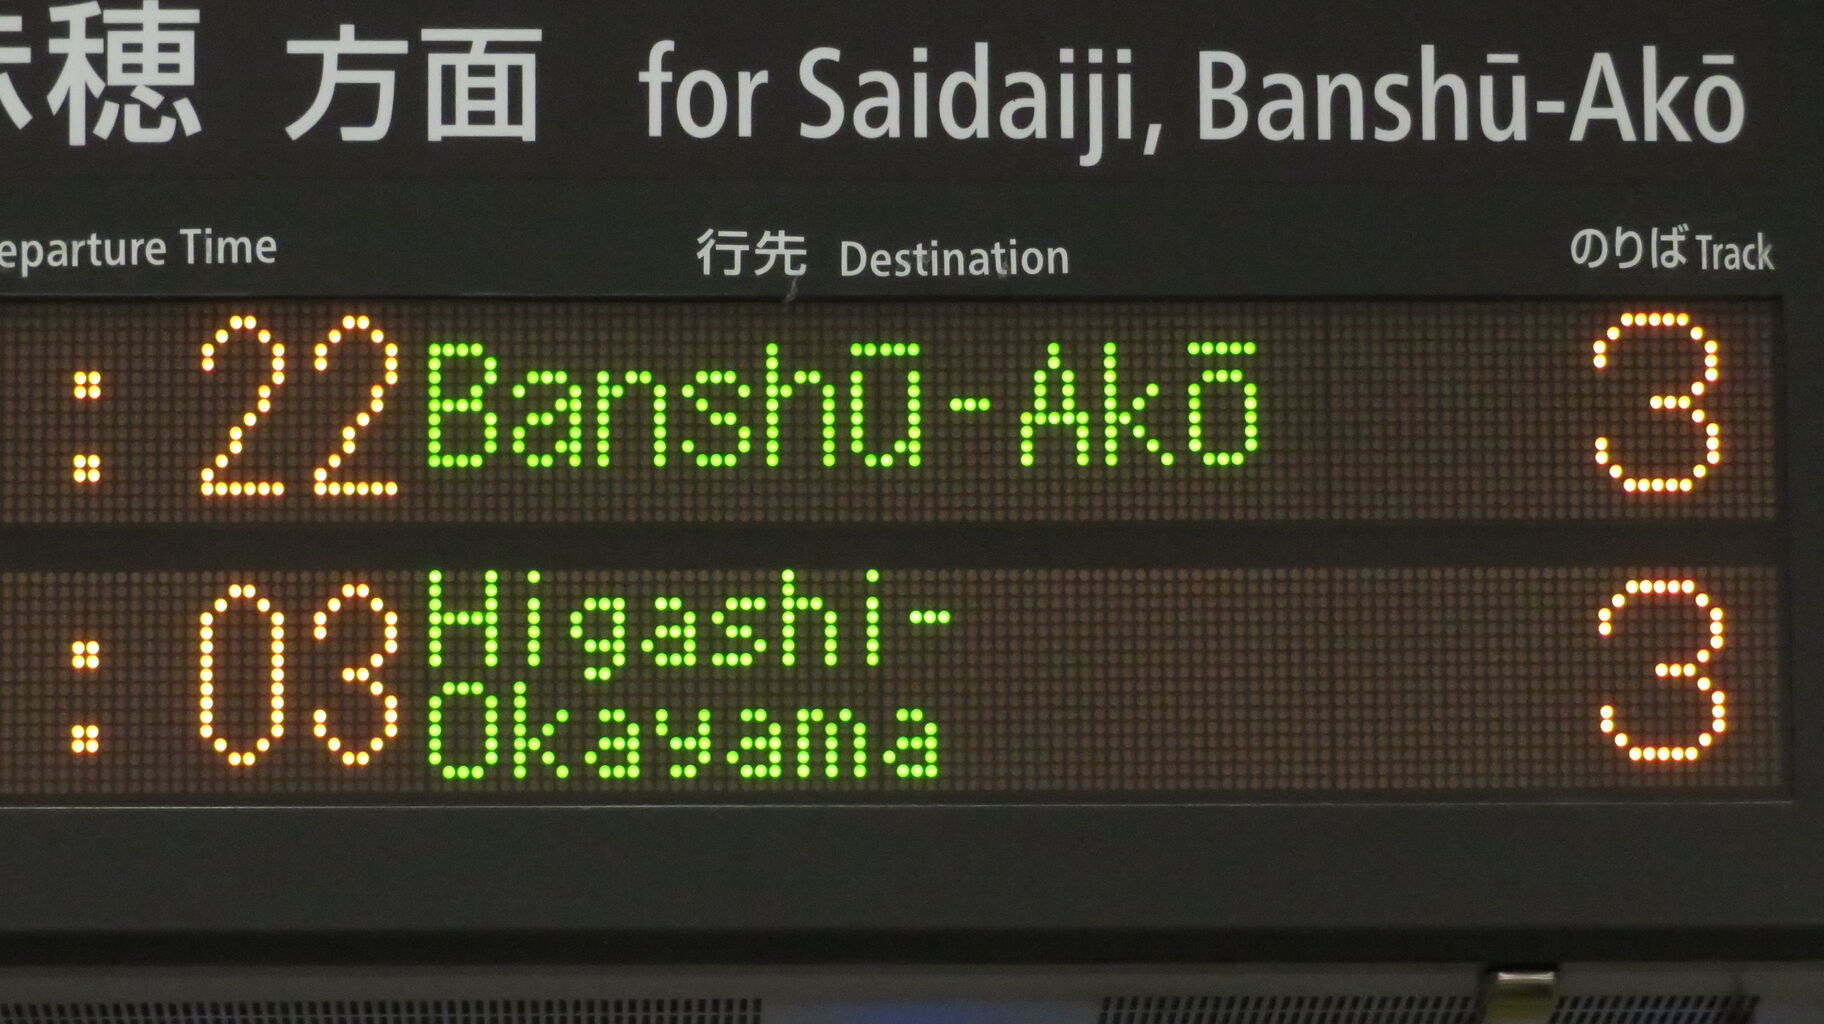 穂 方面 for Saidaiji, Banshū-Akō
eparture Time 行先 Destination のりば Track
:22 Banshū-Akō 3
:03 Higashi-
Okayama 3